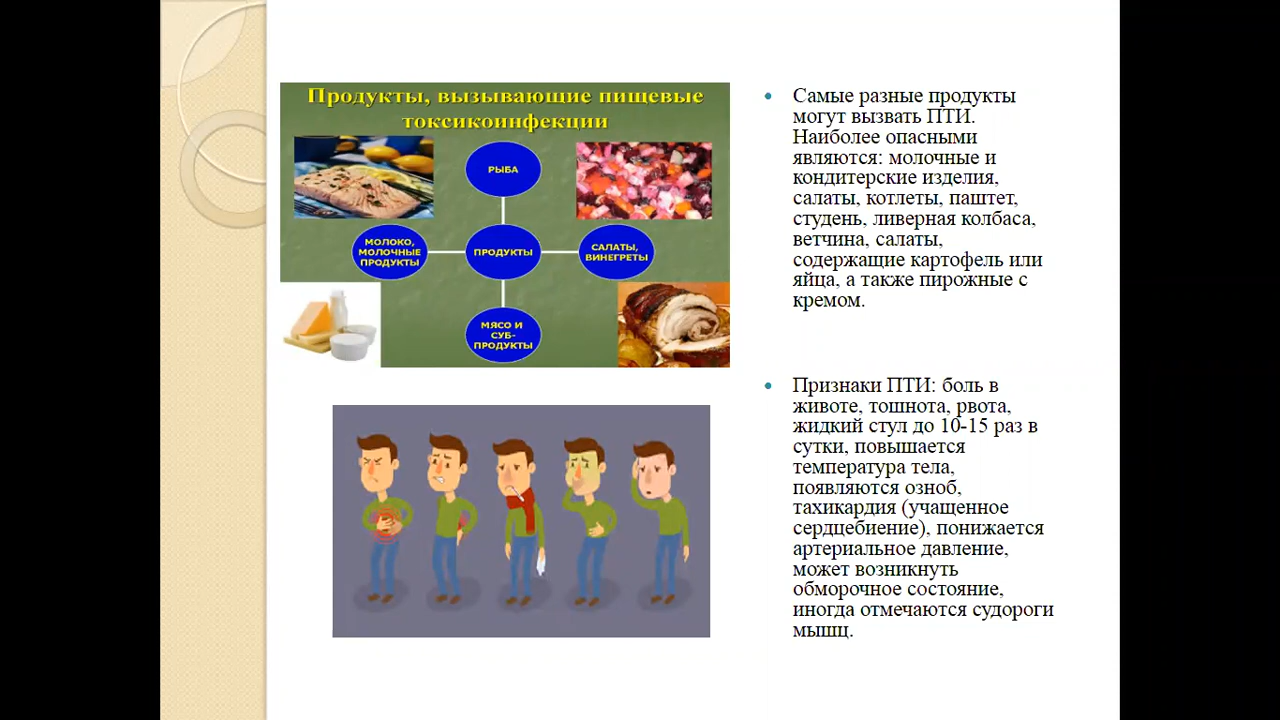 Продукты, вызывающие пищевые
токсикоинфекции
РЫБА
МОЛОКО,
МОЛОЧНЫЕ
ПРОДУКТЫ
ПРОДУКТЫ
САЛАТЫ,
ВИНЕГРЕТЫ
МЯСО И
СУБ-
ПРОДУКТЫ
Самые разные продукты
могут вызвать ПТИ.
Наиболее опасными
являются: молочные и
кондитерские изделия,
салаты, котлеты, паштет,
студень, ливерная колбаса,
ветчина, салаты,
содержащие картофель или
яйца, а также пирожные с
кремом.
Признаки ПТИ: боль в
животе, тошнота, рвота,
жидкий стул до 10-15 раз в
сутки, повышается
температура тела,
появляются озноб,
тахикардия (учащенное
сердцебиение), понижается
артериальное давление,
может возникнуть
обморочное состояние,
иногда отмечаются судороги
мышц.